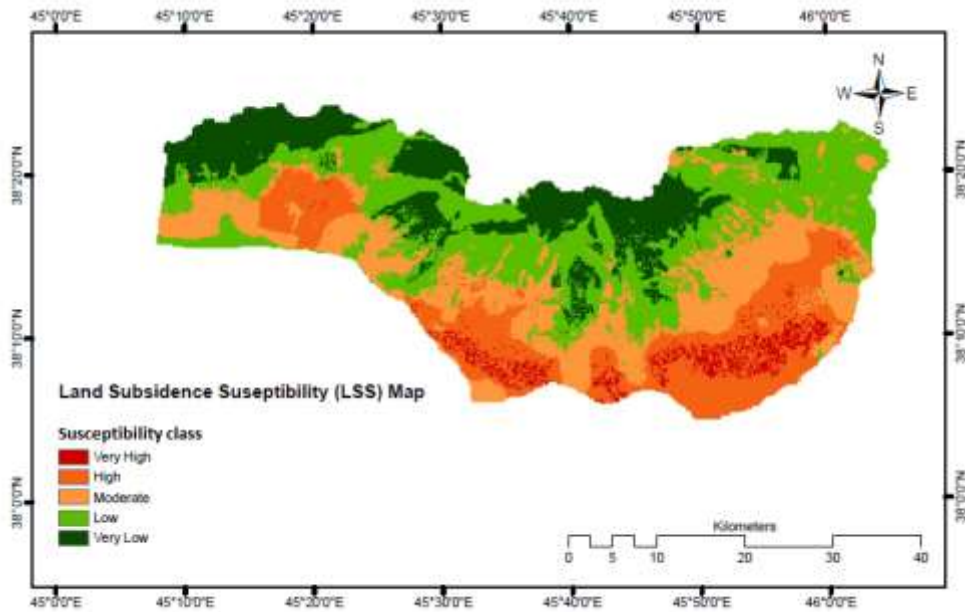 45°0'0"E 45°10'0"E 45°20'0"E 45°30'0"E 45°40'0"E 45°50'0"E 46°0'0"E
N
W E
S
38°20'0"N 38°20'0"N
38°10'0"N 38°10'0"N
Land Subsidence Suseptibility (LSS) Map
Susceptibility class
Very High
High
Moderate
Low
Very Low
38°0'0"N 38°0'0"N
Kilometers
0 5 10 20 30 40
45°0'0"E 45°10'0"E 45°20'0"E 45°30'0"E 45°40'0"E 45°50'0"E 46°0'0"E